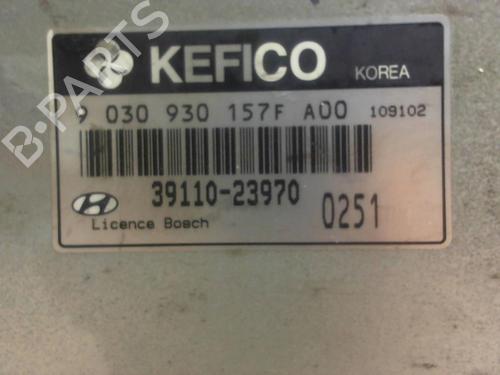 KEFICO KOREA
9 030 930 157F A00 109102
39110-23970
0251
Licence Bosch
B-PARTS